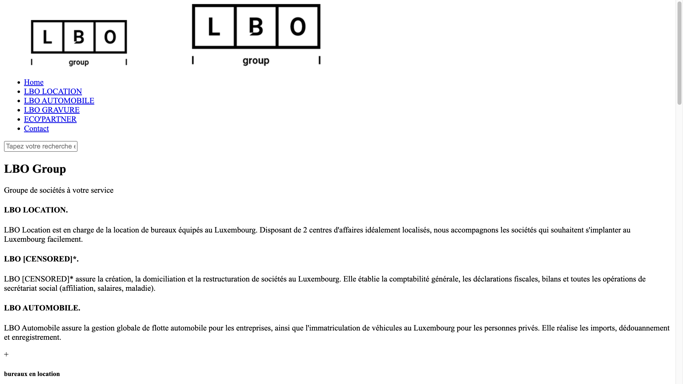 LBO
group
LBO
group
Home
LBO LOCATION
LBO AUTOMOBILE
LBO GRAVURE
ECO'PARTNER
Contact
Tapez votre recherche
LBO Group
Groupe de sociétés à votre service
LBO LOCATION.
LBO Location est en charge de la location de bureaux équipés au Luxembourg. Disposant de 2 centres d'affaires idéalement localisés, nous accompagnons les sociétés qui souhaitent s'implanter au
Luxembourg facilement.
LBO [CENSORED]*.
LBO [CENSORED]* assure la création, la domiciliation et la restructuration de sociétés au Luxembourg. Elle établie la comptabilité générale, les déclarations fiscales, bilans et toutes les opérations de
secrétariat social (affiliation, salaires, maladie).
LBO AUTOMOBILE.
LBO Automobile assure la gestion globale de flotte automobile pour les entreprises, ainsi que l'immatriculation de véhicules au Luxembourg pour les personnes privés. Elle réalise les imports, dédouannement
et enregistrement.
+
bureaux en location